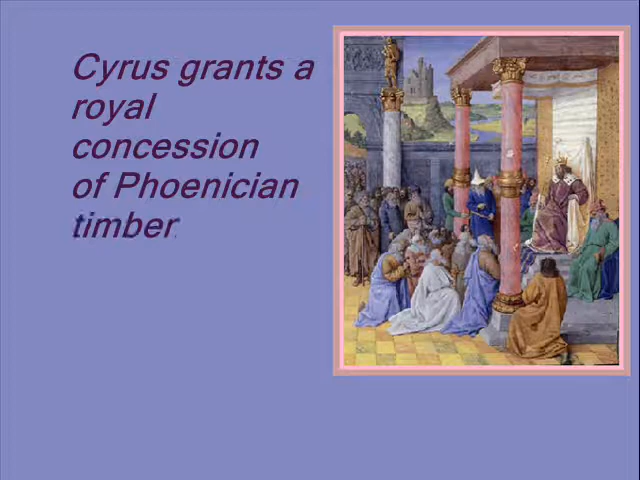 Cyrus grants a
royal
concession
of Phoenician
timber